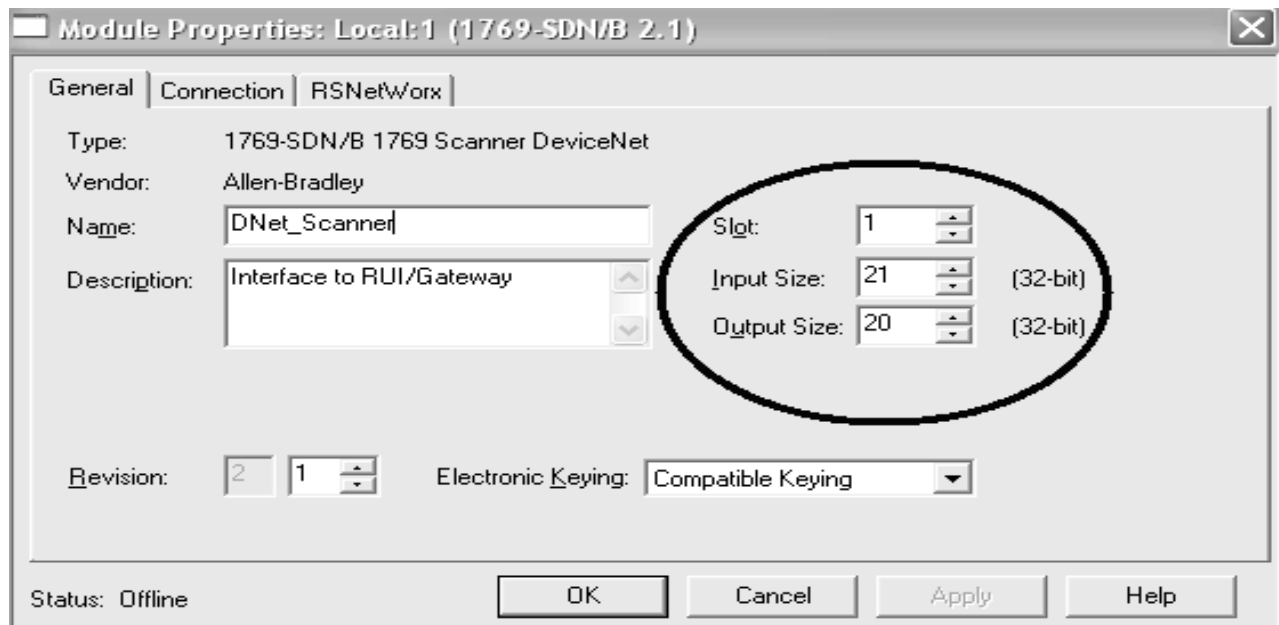 Module Properties: Local:1 (1769-SDN/B 2.1)
General Connection RSNetWorx
Type: 1769-SDN/B 1769 Scanner DeviceNet
Vendor: Allen-Bradley
Name: DNet_Scanner
Description: Interface to RUI/Gateway
Slot: 1
Input Size: 21 (32-bit)
Output Size: 20 (32-bit)
Revision: 2 1 Electronic Keying: Compatible Keying
Status: Offline OK Cancel Apply Help